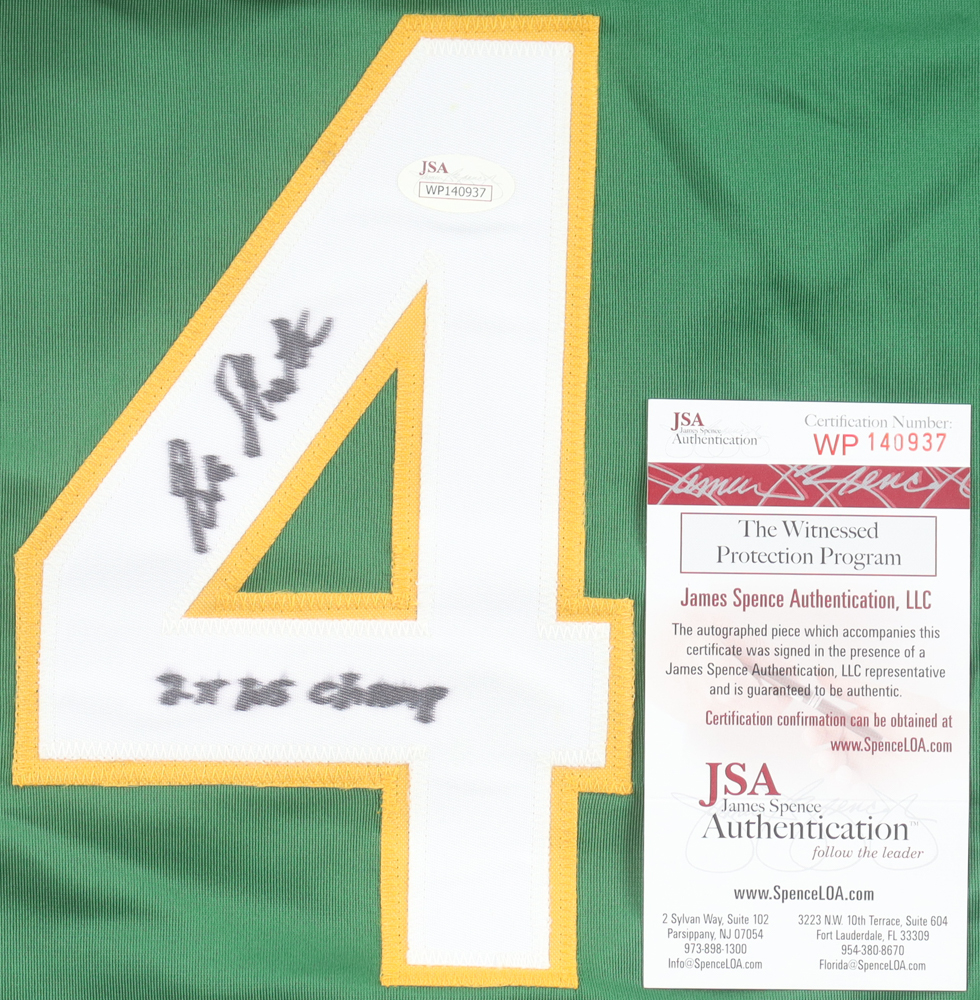 4
JSA
WP140937
2x WS Champ
JSA
James Spence
Authentication
Certification Number:
WP 140937
The Witnessed
Protection Program
James Spence Authentication, LLC
The autographed piece which accompanies this
certificate was signed in the presence of a
James Spence Authentication, LLC representative
and is guaranteed to be authentic.
Certification confirmation can be obtained at
www.SpenceLOA.com
JSA
James Spence
Authentication™
follow the leader
www.SpenceLOA.com
2 Sylvan Way, Suite 102
Parsippany, NJ 07054
973-898-1300
Info@SpenceLOA.com
3223 N.W. 10th Terrace, Suite 604
Fort Lauderdale, FL 33309
954-380-8670
Florida@SpenceLOA.com